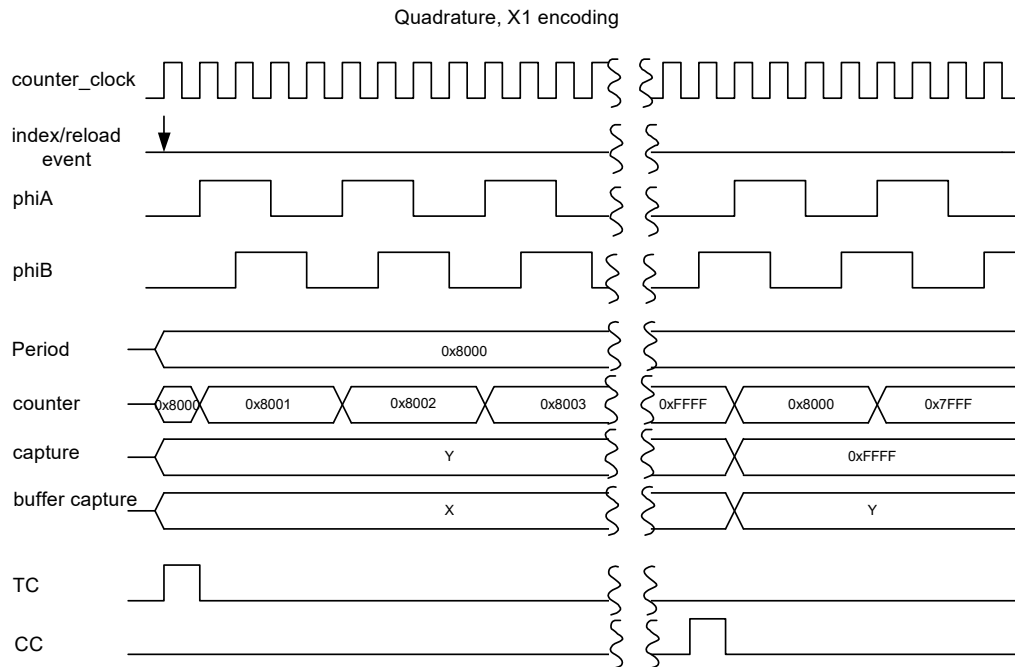 Quadrature, X1 encoding
counter_clock
index/reload
event
phiA
phiB
Period
0x8000
counter
0x8000
0x8001
0x8002
0x8003
0xFFFF
0x8000
0x7FFF
capture
Y
0xFFFF
buffer capture
X
Y
TC
CC